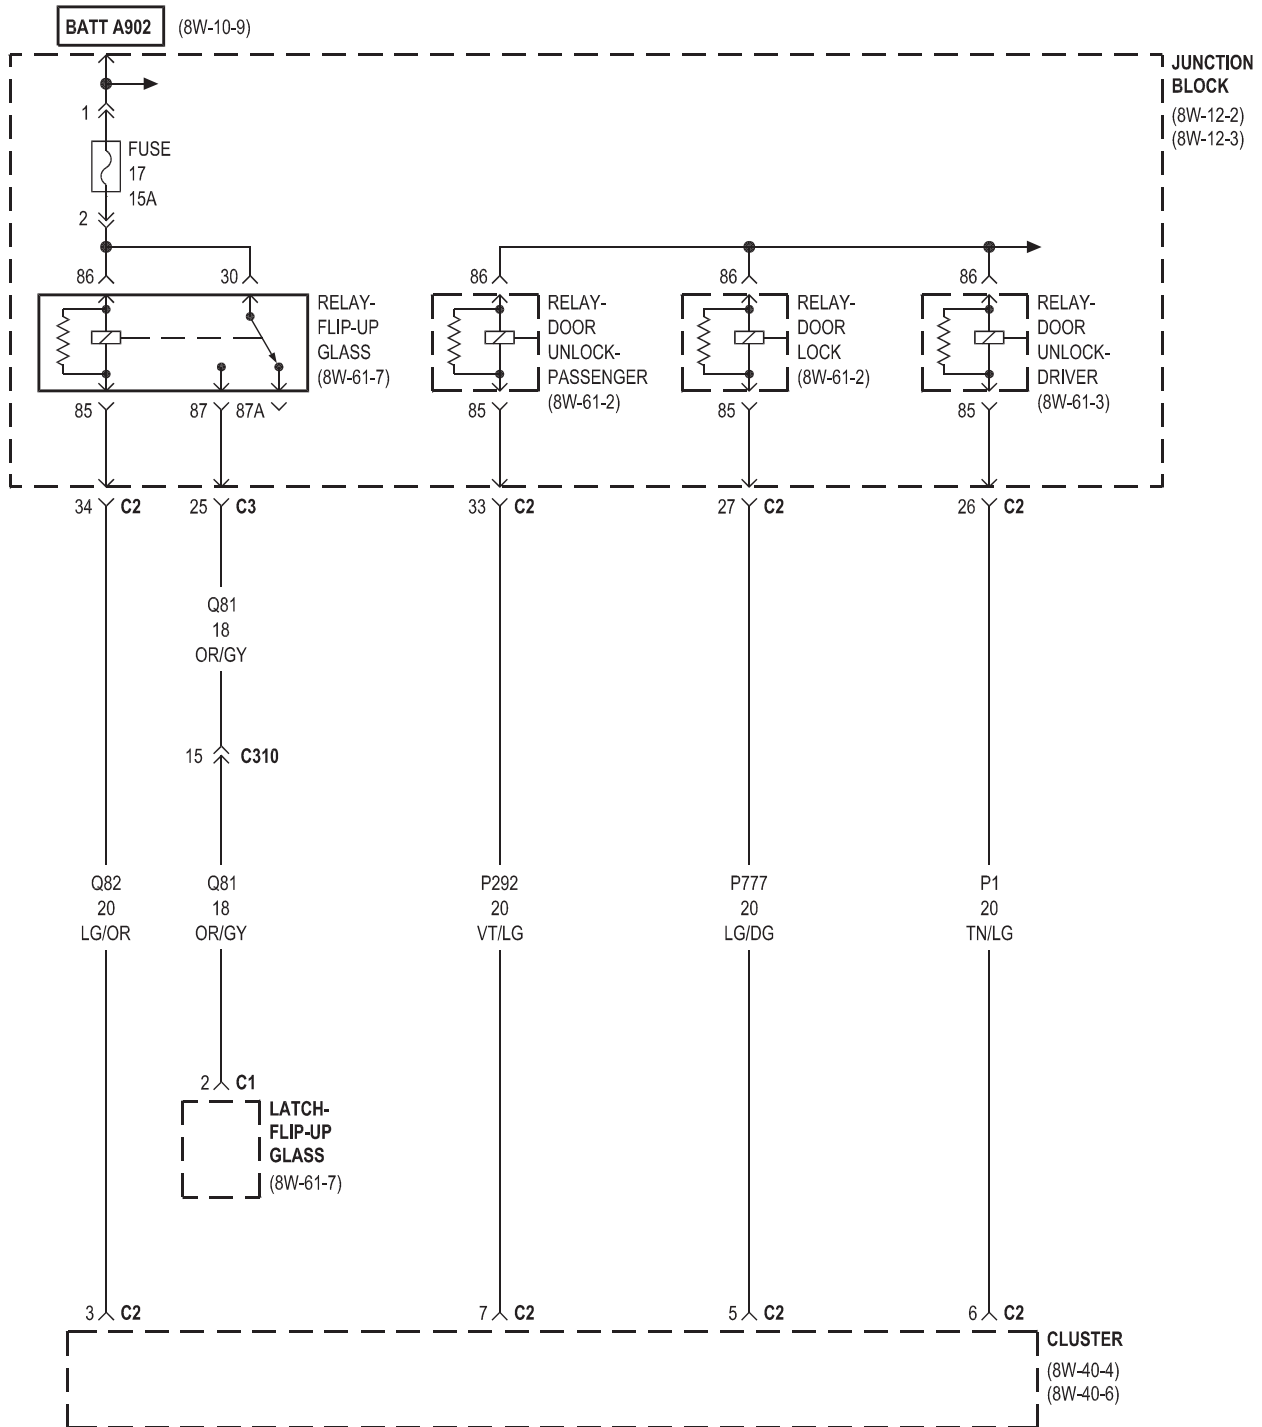 BATT A902 (8W-10-9)
JUNCTION
BLOCK
(8W-12-2)
(8W-12-3)
1
FUSE
17
15A
2
86 30 86 86 86
RELAY-
FLIP-UP
GLASS
(8W-61-7)
RELAY-
DOOR
UNLOCK-
PASSENGER
(8W-61-2)
RELAY-
DOOR
LOCK
(8W-61-2)
RELAY-
DOOR
UNLOCK-
DRIVER
(8W-61-3)
85 87 87A 85 85 85
34 C2 25 C3 33 C2 27 C2 26 C2
Q81
18
OR/GY
15 C310
Q82
20
LG/OR
Q81
18
OR/GY
P292
20
VT/LG
P777
20
LG/DG
P1
20
TN/LG
2 C1
LATCH-
FLIP-UP
GLASS
(8W-61-7)
3 C2 7 C2 5 C2 6 C2
CLUSTER
(8W-40-4)
(8W-40-6)